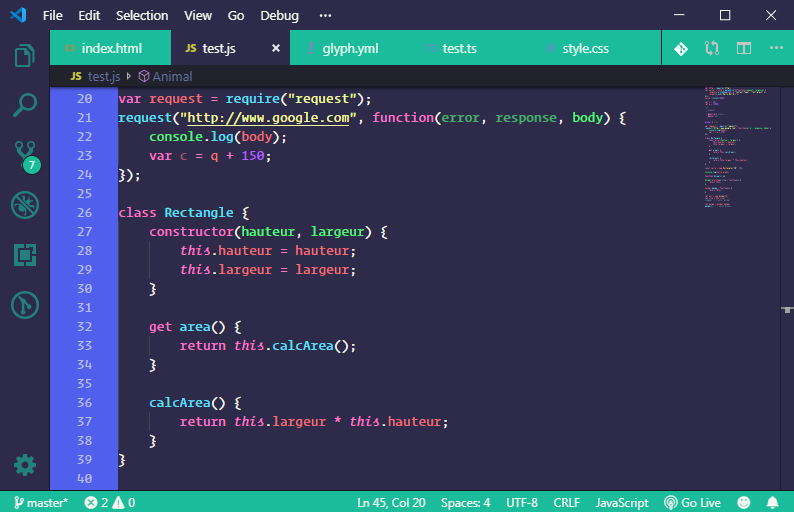 File Edit Selection View Go Debug ···
index.html JS test.js × glyph.yml test.ts style.css ···
JS test.js Animal
20 var request = require("request");
21 request("http://www.google.com", function(error, response, body) {
22 console.log(body);
23 var c = q + 150;
24 });
25
26 class Rectangle {
27 constructor(hauteur, largeur) {
28 this.hauteur = hauteur;
29 this.largeur = largeur;
30 }
31
32 get area() {
33 return this.calcArea();
34 }
35
36 calcArea() {
37 return this.largeur * this.hauteur;
38 }
39 }
40
7
master* 2 0 Ln 45, Col 20 Spaces: 4 UTF-8 CRLF JavaScript Go Live